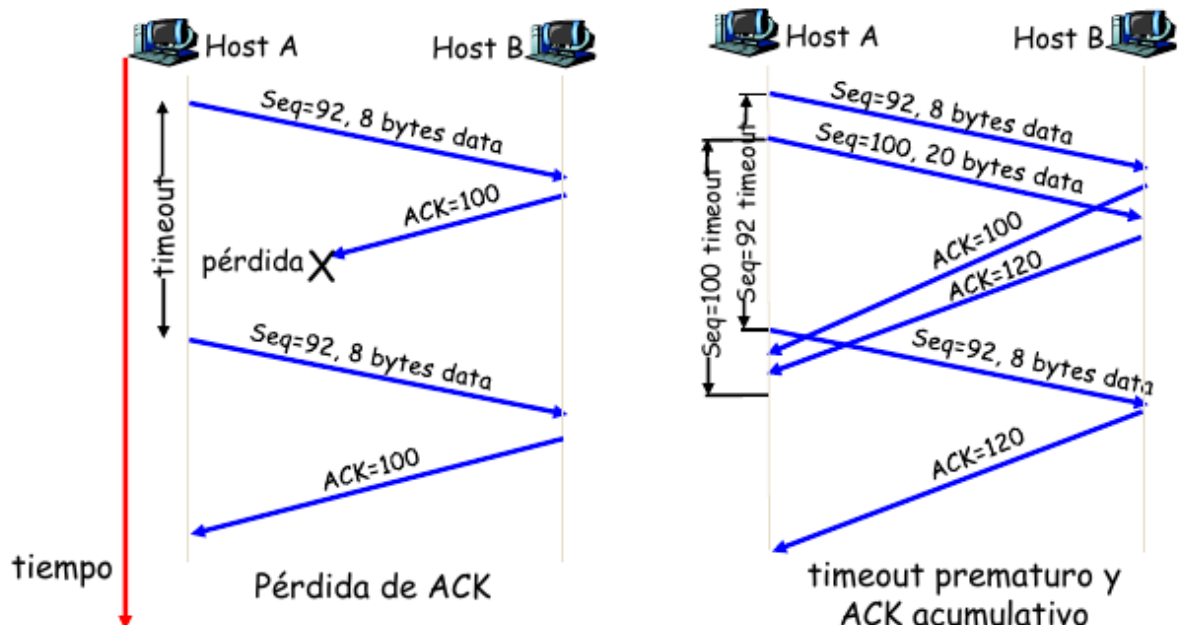 Host A
Host B
Seq=92, 8 bytes data
ACK=100
timeout
pérdida
X
Seq=92, 8 bytes data
ACK=100
tiempo
Pérdida de ACK
Host A
Host B
Seq=92, 8 bytes data
Seq=100, 20 bytes data
Seq=100 timeout
Seq=92 timeout
ACK=100
ACK=120
Seq=92, 8 bytes data
ACK=120
timeout prematuro y
ACK acumulativo